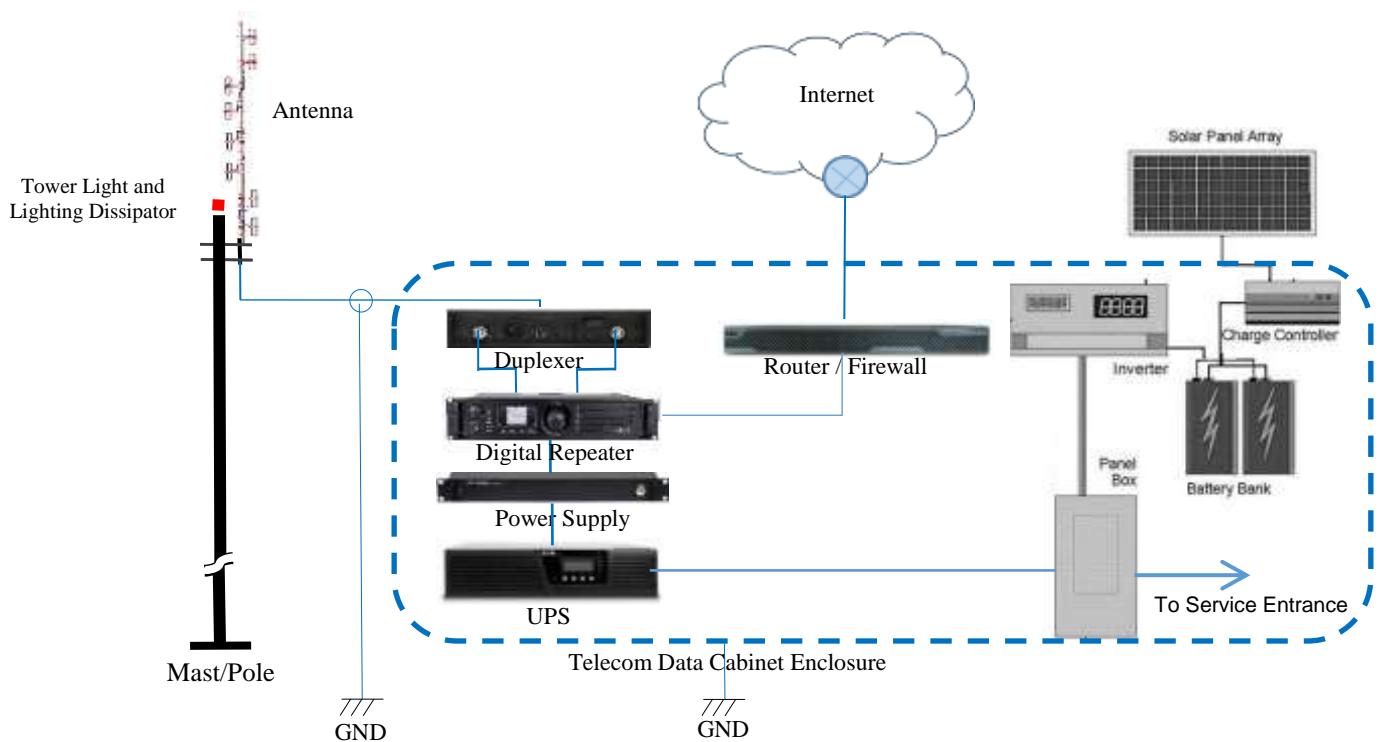 Antenna
Internet
Solar Panel Array
Tower Light and
Lighting Dissipator
Duplexer
Router / Firewall
Charge Controller
Inverter
Digital Repeater
Panel
Box
Battery Bank
Power Supply
UPS
To Service Entrance
Telecom Data Cabinet Enclosure
Mast/Pole
GND
GND